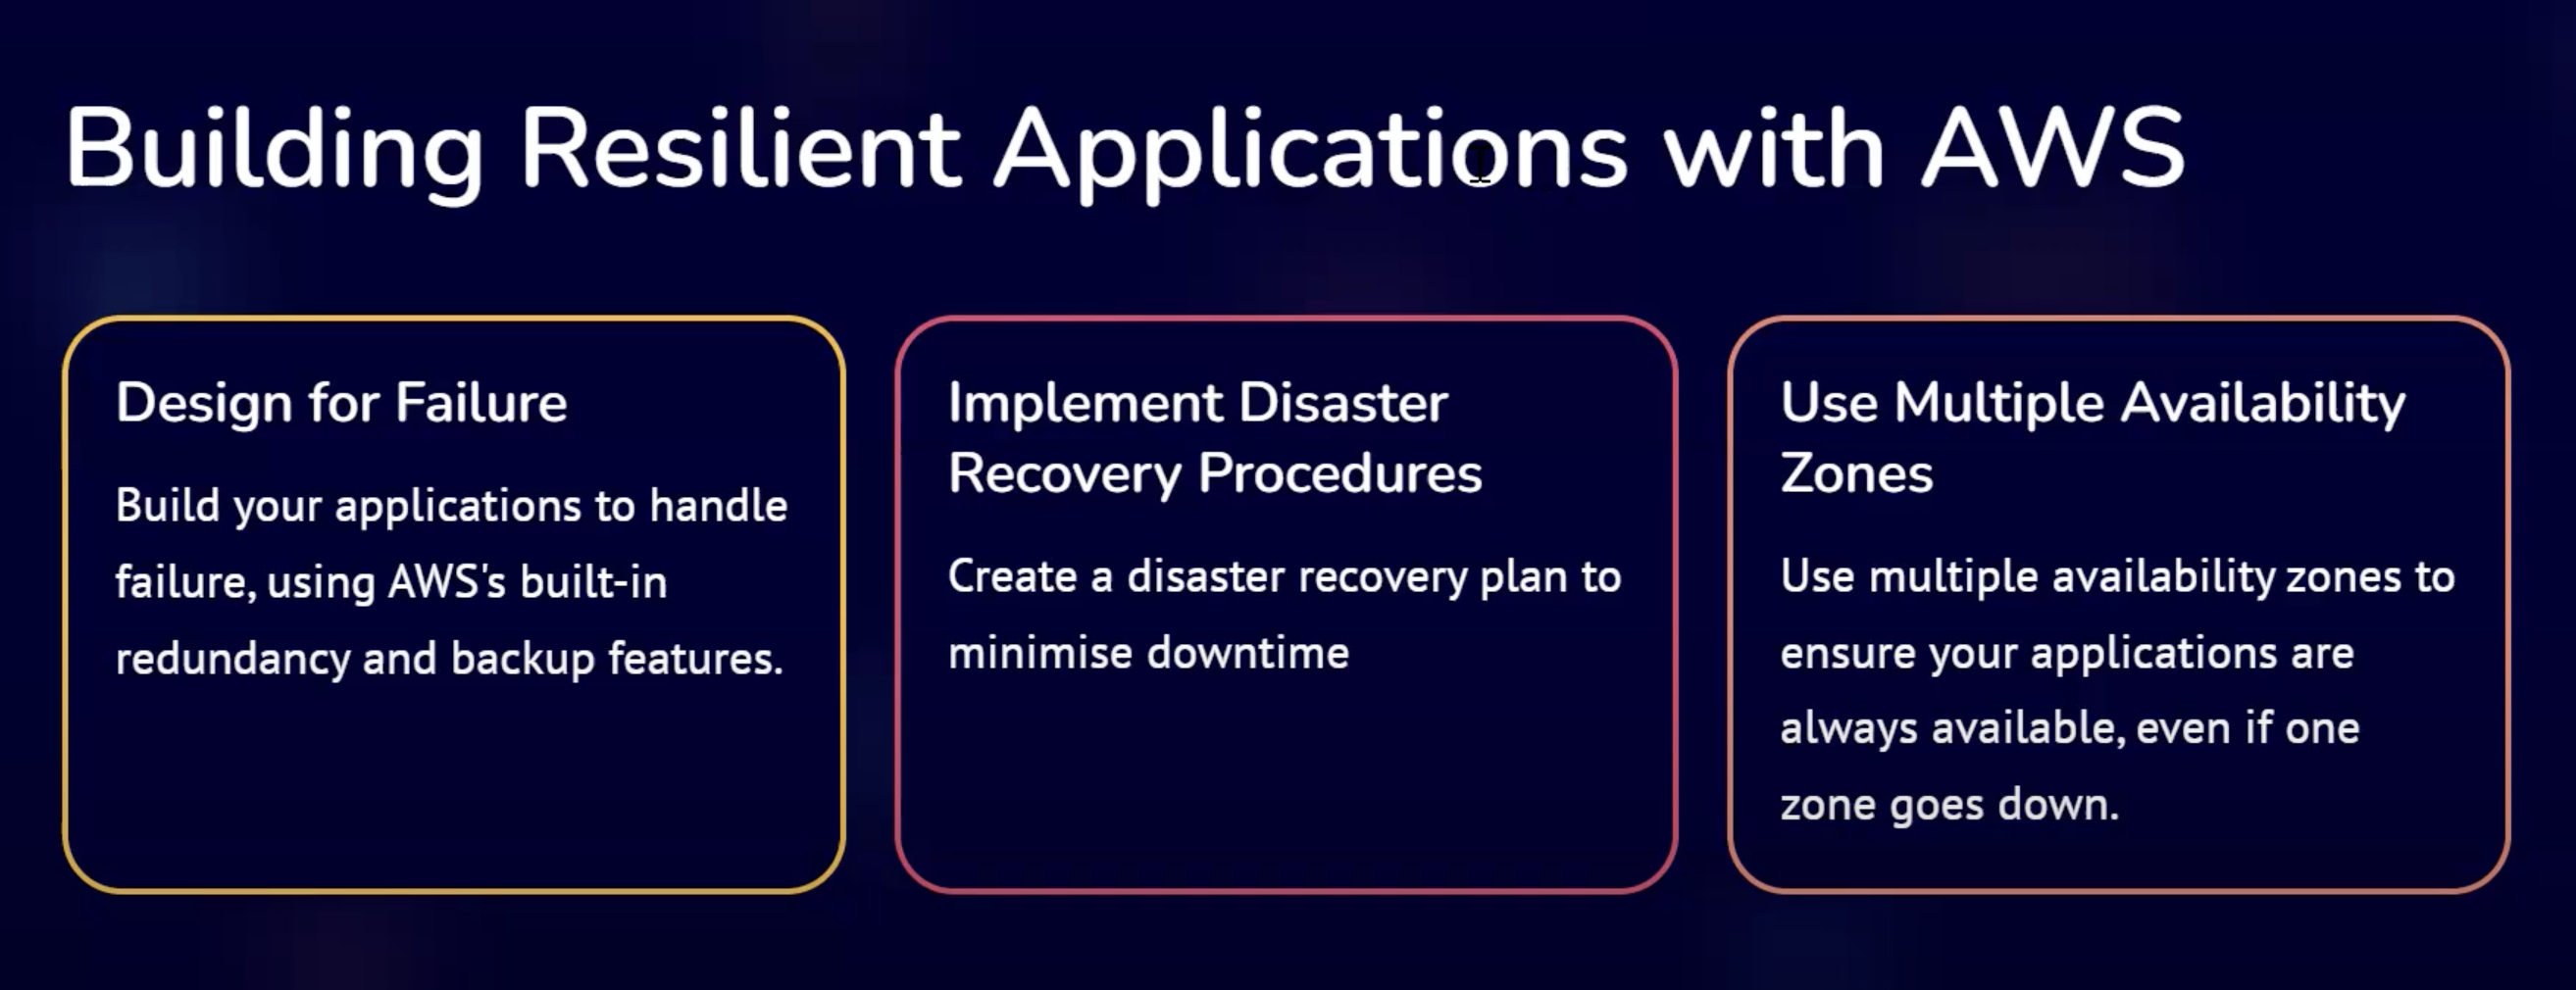 Building Resilient Applications with AWS
Design for Failure
Build your applications to handle
failure, using AWS's built-in
redundancy and backup features.
Implement Disaster
Recovery Procedures
Create a disaster recovery plan to
minimise downtime
Use Multiple Availability
Zones
Use multiple availability zones to
ensure your applications are
always available, even if one
zone goes down.